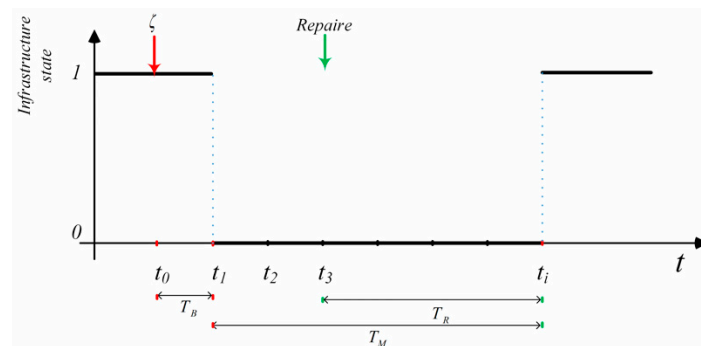 ζ
Repaire
Infrastructure
state
1
0
t
t0 t1 t2 t3 ti
TB
TR
TM